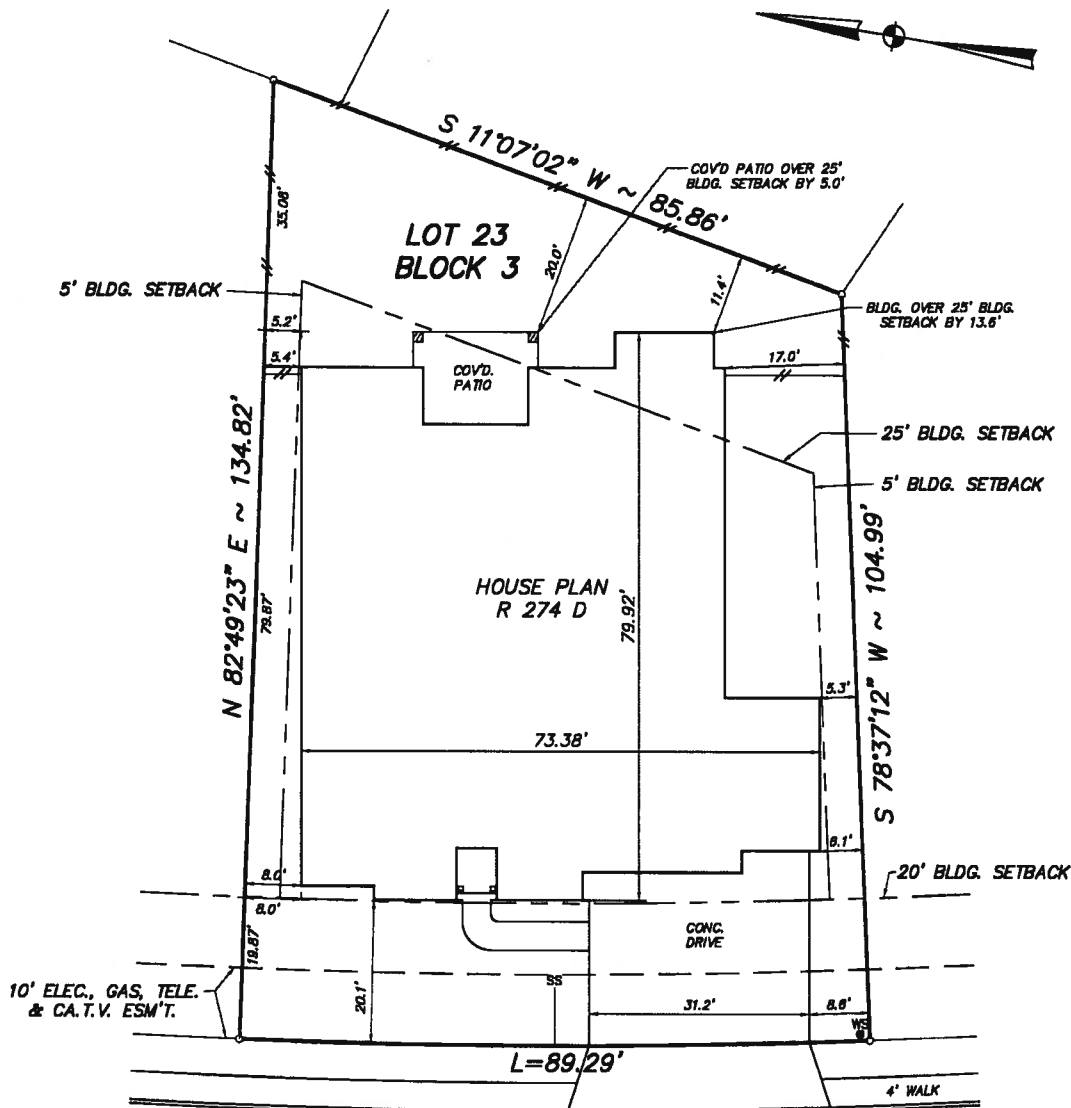 S 11°07'02" W ~ 85.86'
COV'D PATIO OVER 25'
BLDG. SETBACK BY 5.0'
35.08'
LOT 23
BLOCK 3
20.0'
11.4'
5' BLDG. SETBACK
BLDG. OVER 25' BLDG.
SETBACK BY 13.6'
5.2'
5.4'
COV'D.
PATIO
17.0'
25' BLDG. SETBACK
5' BLDG. SETBACK
N 82°49'23" E ~ 134.82'
79.87'
HOUSE PLAN
R 274 D
79.92'
S 78°37'12" W ~ 104.99'
5.3'
73.38'
6.1'
8.0'
20' BLDG. SETBACK
8.0'
CONC.
DRIVE
19.87'
10' ELEC., GAS, TELE.
& CA.T.V. ESM'T.
20.1'
SS
31.2'
8.6'
L=89.29'
4' WALK